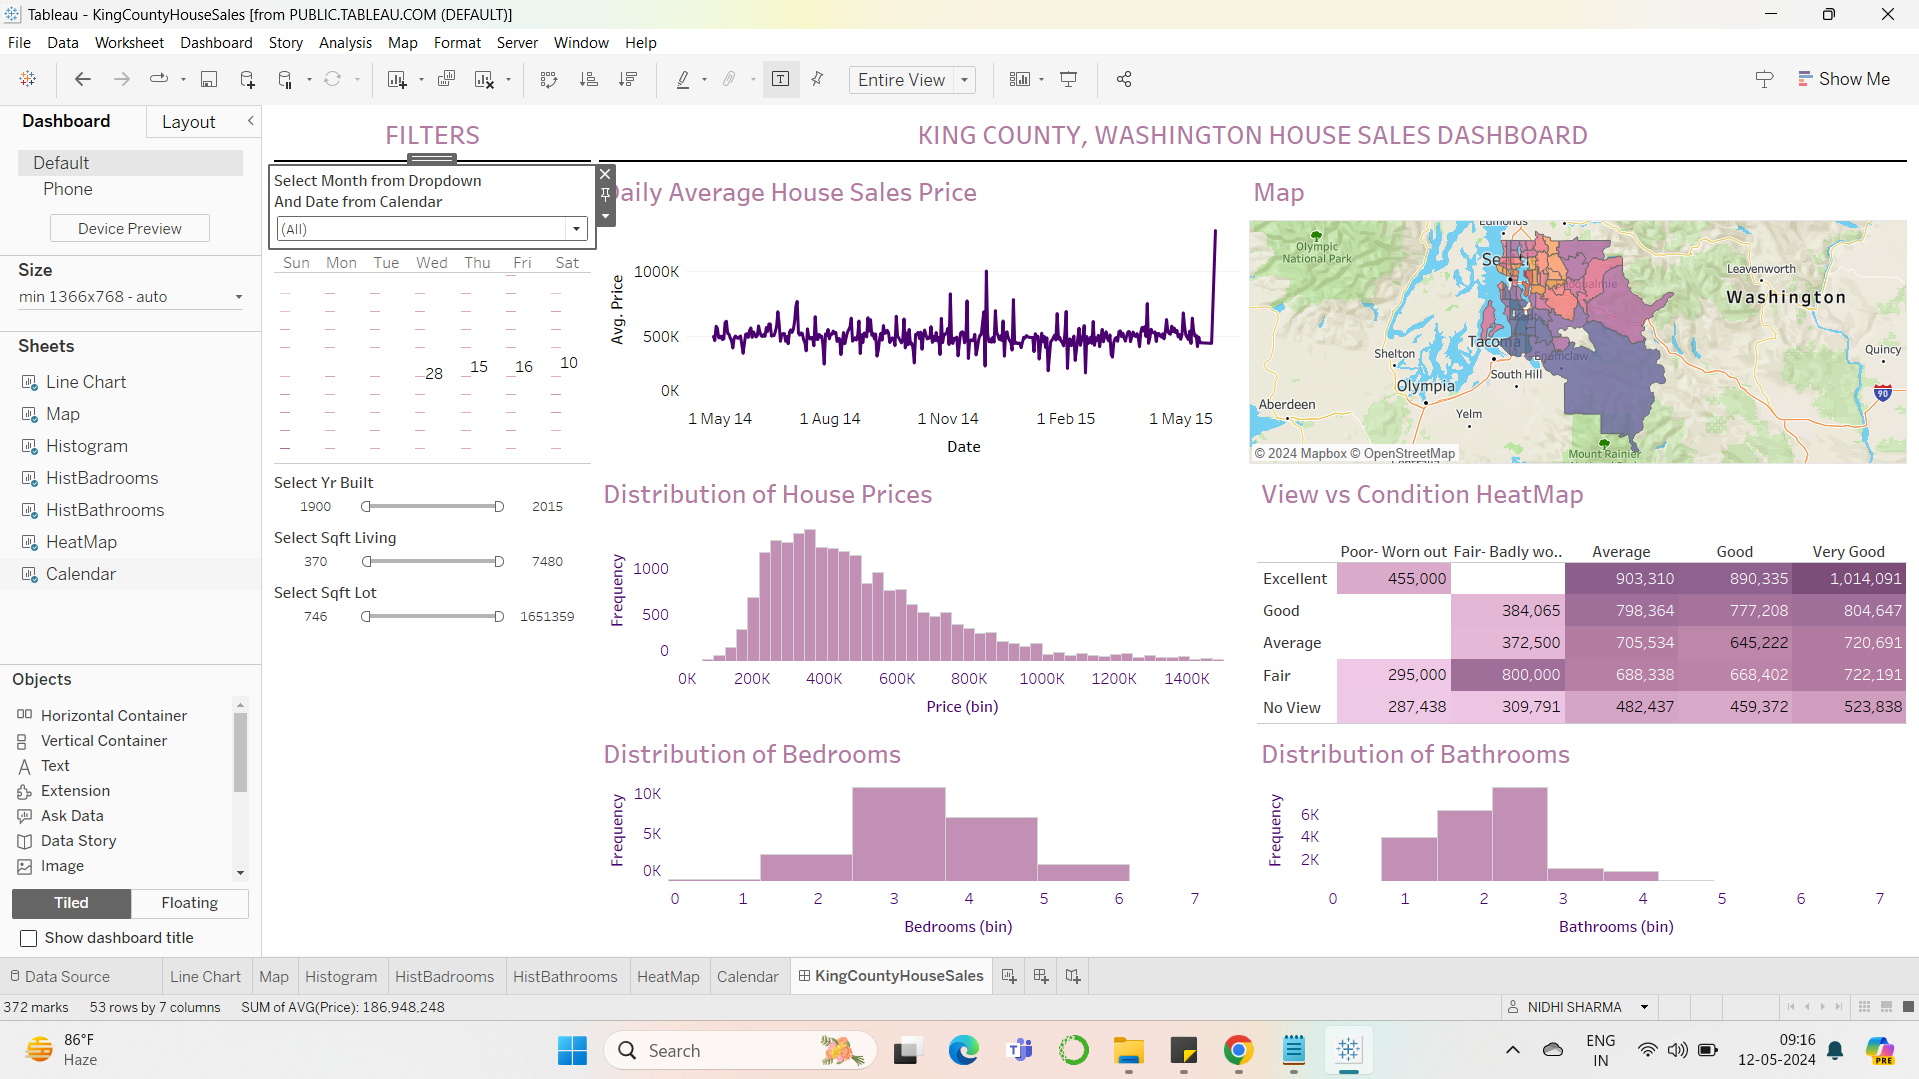 Tableau - KingCountyHouseSales [from PUBLIC.TABLEAU.COM (DEFAULT)]
File Data Worksheet Dashboard Story Analysis Map Format Server Window Help
Entire View
Show Me
Dashboard Layout
Default
Phone
Device Preview
Size
min 1366x768 - auto
Sheets
Line Chart
Map
Histogram
HistBadrooms
HistBathrooms
HeatMap
Calendar
Objects
Horizontal Container
Vertical Container
Text
Extension
Ask Data
Data Story
Image
Tiled Floating
Show dashboard title
FILTERS
Select Month from Dropdown
And Date from Calendar
(All)
Sun Mon Tue Wed Thu Fri Sat
28 15 16 10
Select Yr Built
1900 2015
Select Sqft Living
370 7480
Select Sqft Lot
746 1651359
KING COUNTY, WASHINGTON HOUSE SALES DASHBOARD
Daily Average House Sales Price
Avg. Price
1000K
500K
0K
1 May 14 1 Aug 14 1 Nov 14 1 Feb 15 1 May 15
Date
Map
Olympic
National Park
Leavenworth
Washington
Tacoma
Shelton
Enumclaw
Quincy
South Hill
Olympia
90
Aberdeen
Yelm
Mount Rainier
© 2024 Mapbox © OpenStreetMap
Distribution of House Prices
Frequency
1000
500
0
0K 200K 400K 600K 800K 1000K 1200K 1400K
Price (bin)
View vs Condition HeatMap
Poor- Worn out Fair- Badly wo.. Average Good Very Good
Excellent 455,000 903,310 890,335 1,014,091
Good 384,065 798,364 777,208 804,647
Average 372,500 705,534 645,222 720,691
Fair 295,000 800,000 688,338 668,402 722,191
No View 287,438 309,791 482,437 459,372 523,838
Distribution of Bedrooms
Frequency
10K
5K
0K
0 1 2 3 4 5 6 7
Bedrooms (bin)
Distribution of Bathrooms
Frequency
6K
4K
2K
0 1 2 3 4 5 6 7
Bathrooms (bin)
Data Source Line Chart Map Histogram HistBadrooms HistBathrooms HeatMap Calendar KingCountyHouseSales
372 marks 53 rows by 7 columns SUM of AVG(Price): 186,948,248
NIDHI SHARMA
86°F
Haze
Search
ENG
IN
09:16
12-05-2024
PRE